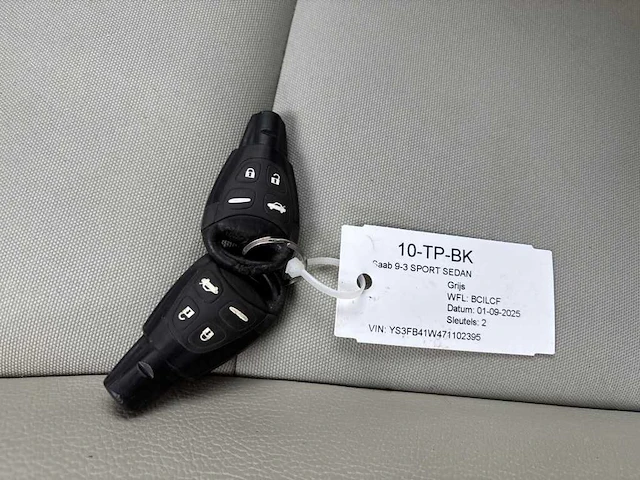 10-TP-BK
Saab 9-3 SPORT SEDAN
Grijs
WFL: BCILCF
Datum: 01-09-2025
Sleutels: 2
VIN: YS3FB41W471102395